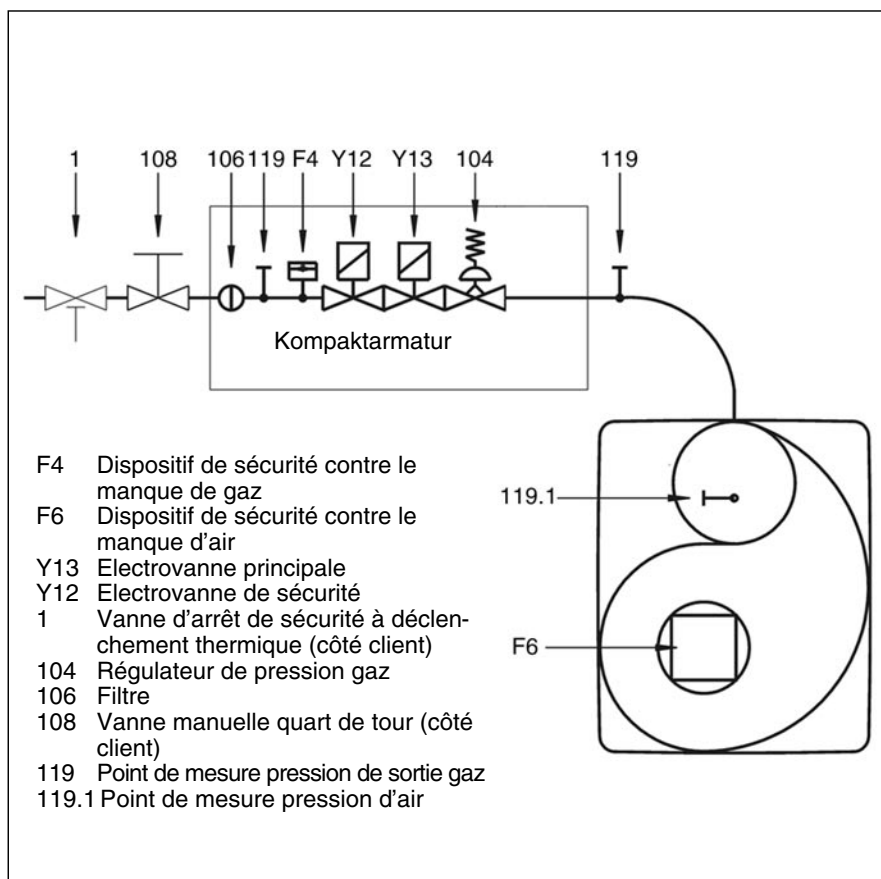 1 108 106 119 F4 Y12 Y13 104 119
Kompaktarmatur
119.1
F6
F4 Dispositif de sécurité contre le
manque de gaz
F6 Dispositif de sécurité contre le
manque d'air
Y13 Electrovanne principale
Y12 Electrovanne de sécurité
1 Vanne d'arrêt de sécurité à déclen-
chement thermique (côté client)
104 Régulateur de pression gaz
106 Filtre
108 Vanne manuelle quart de tour (côté
client)
119 Point de mesure pression de sortie gaz
119.1 Point de mesure pression d'air